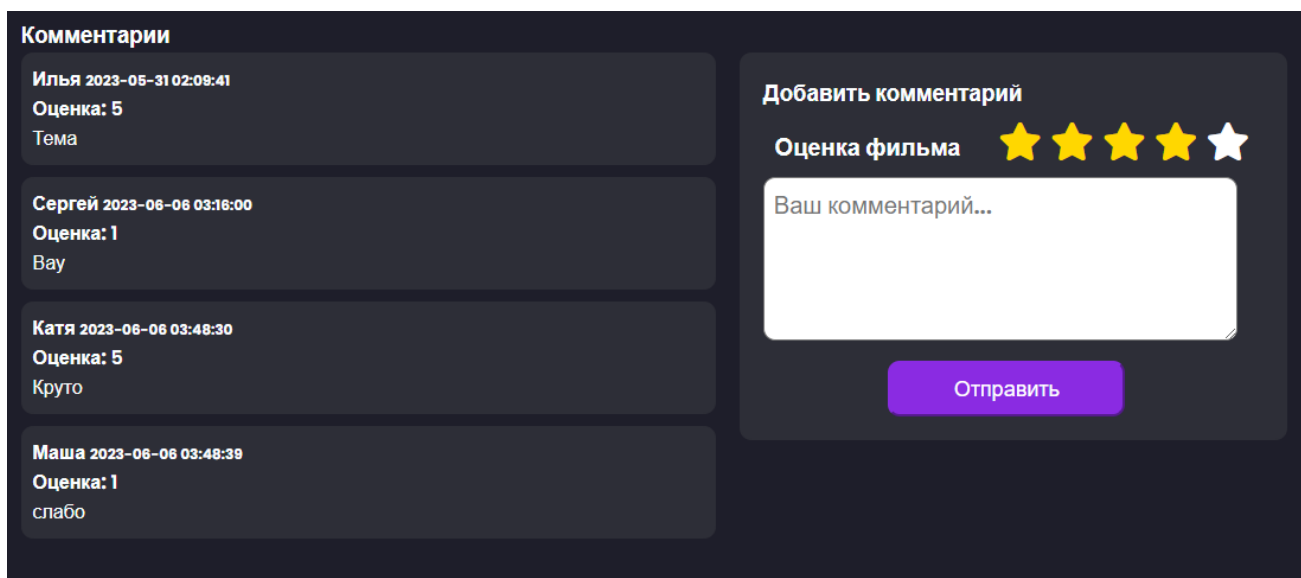 Комментарии
Илья 2023-05-31 02:09:41
Оценка: 5
Тема
Сергей 2023-06-06 03:16:00
Оценка: 1
Вау
Катя 2023-06-06 03:48:30
Оценка: 5
Круто
Маша 2023-06-06 03:48:39
Оценка: 1
слабо
Добавить комментарий
Оценка фильма
Ваш комментарий...
Отправить